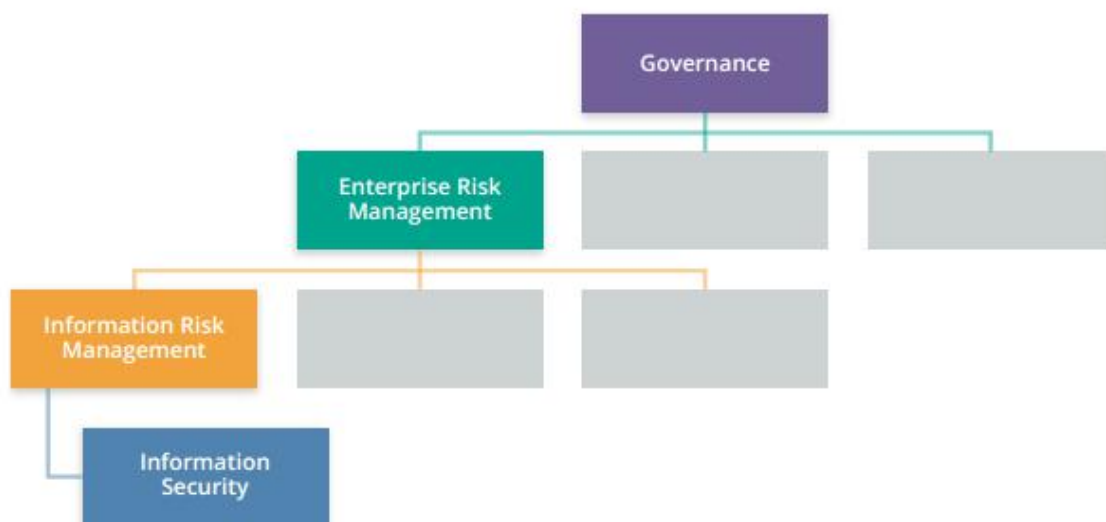 Governance
Enterprise Risk
Management
Information Risk
Management
Information
Security